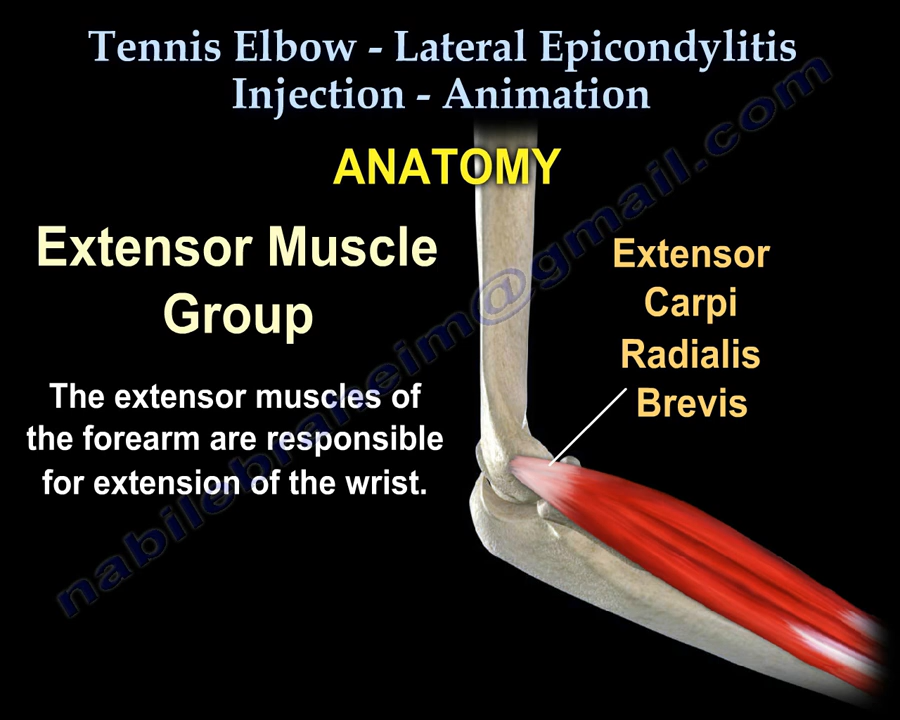 Tennis Elbow - Lateral Epicondylitis
Injection - Animation
ANATOMY
Extensor Muscle
Group
The extensor muscles of
the forearm are responsible
for extension of the wrist.
Extensor
Carpi
Radialis
Brevis
nabilebraheim@gmail.com